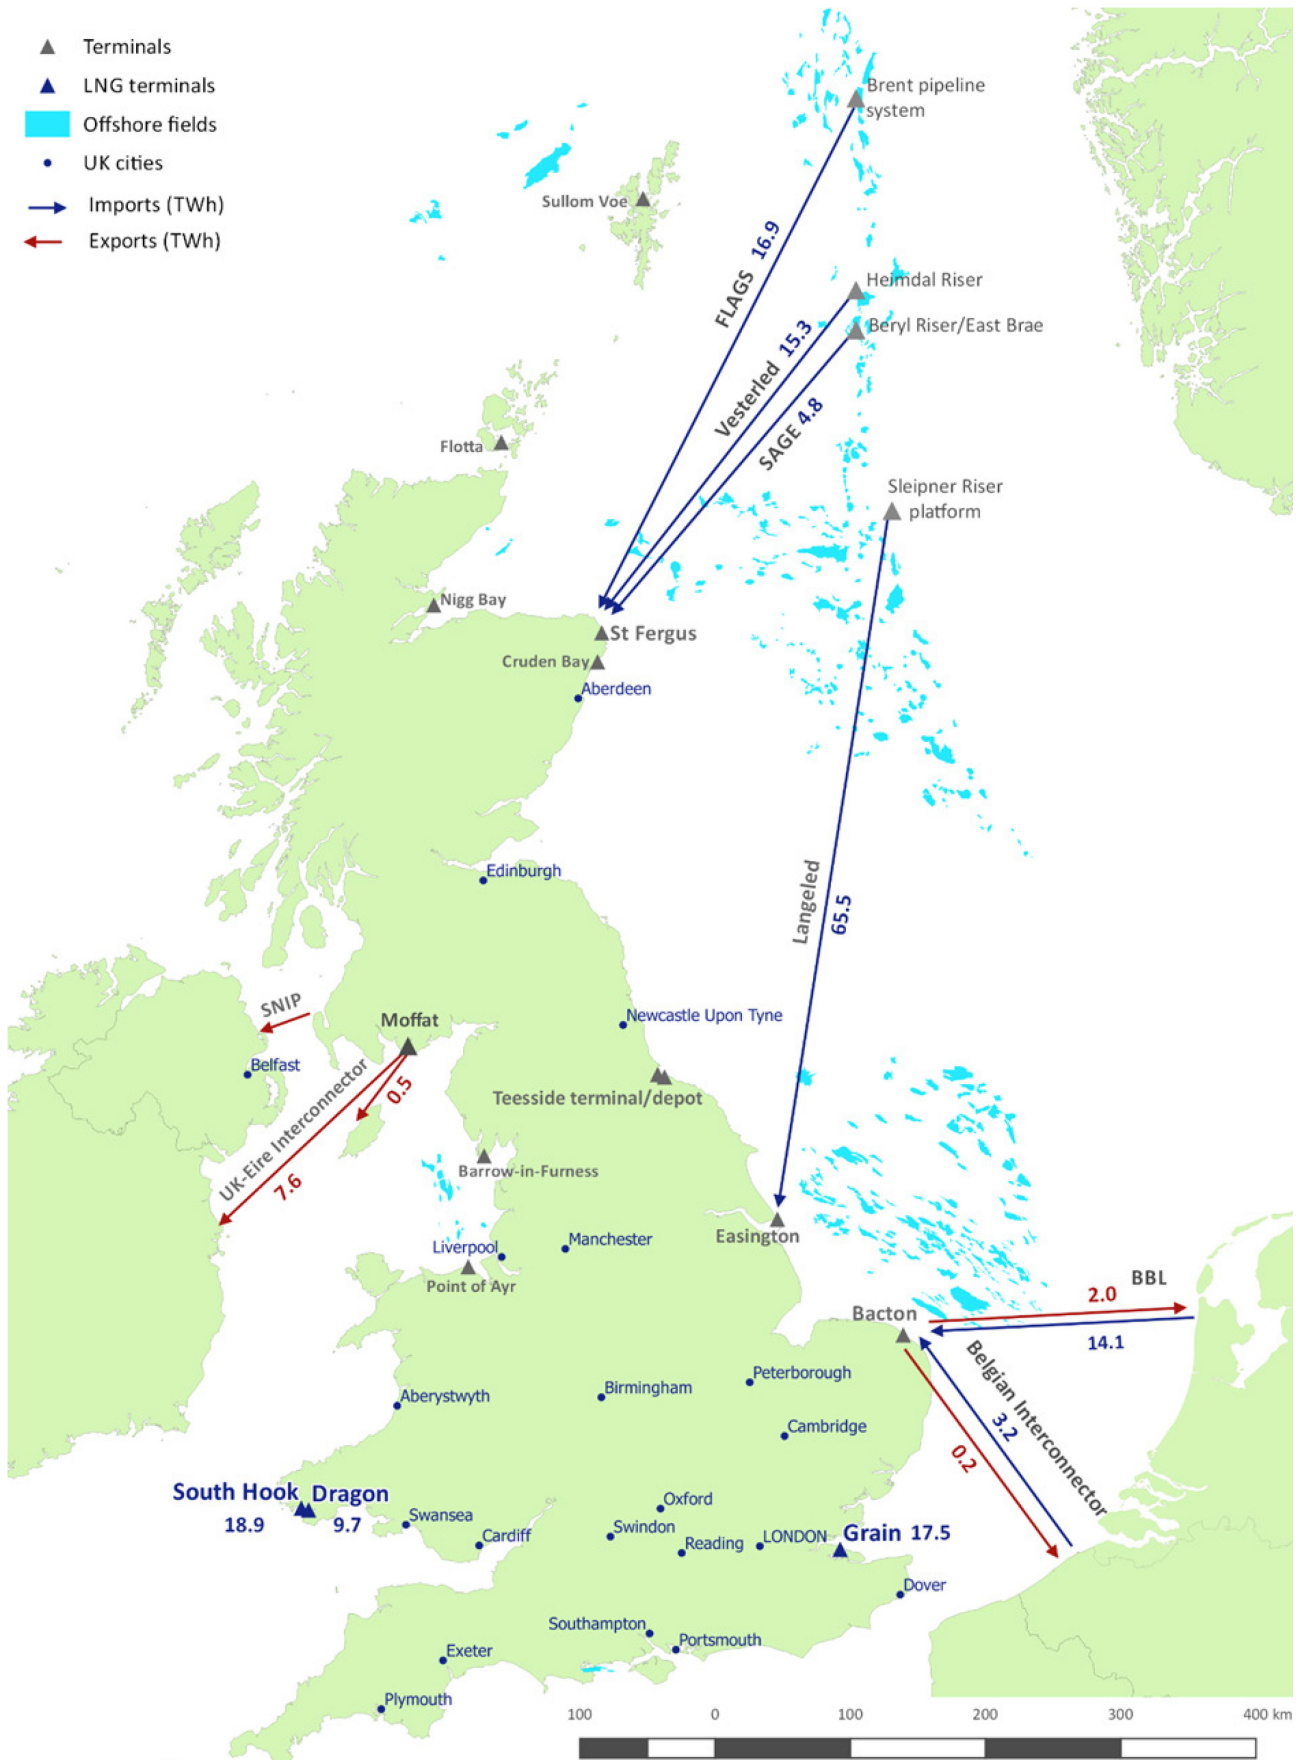 Terminals
LNG terminals
Offshore fields
UK cities
Imports (TWh)
Exports (TWh)
Brent pipeline
system
Sullom Voe
FLAGS 16.9
Heimdal Riser
Beryl Riser/East Brae
Vesterled 15.3
SAGE 4.8
Flotta
Sleipner Riser
platform
Nigg Bay
St Fergus
Cruden Bay
Aberdeen
Edinburgh
Langeled
65.5
SNIP
Moffat
Newcastle Upon Tyne
Belfast
UK-Eire Interconnector
0.5
7.6
Teesside terminal/depot
Barrow-in-Furness
Easington
Manchester
Liverpool
Point of Ayr
BBL
2.0
14.1
Bacton
Belgian Interconnector
3.2
0.2
Peterborough
Birmingham
Aberystwyth
Cambridge
South Hook
18.9
Dragon
9.7
Oxford
Swansea
Swindon
Cardiff
Reading
LONDON
Grain 17.5
Dover
Southampton
Portsmouth
Exeter
Plymouth
100 0 100 200 300 400 km